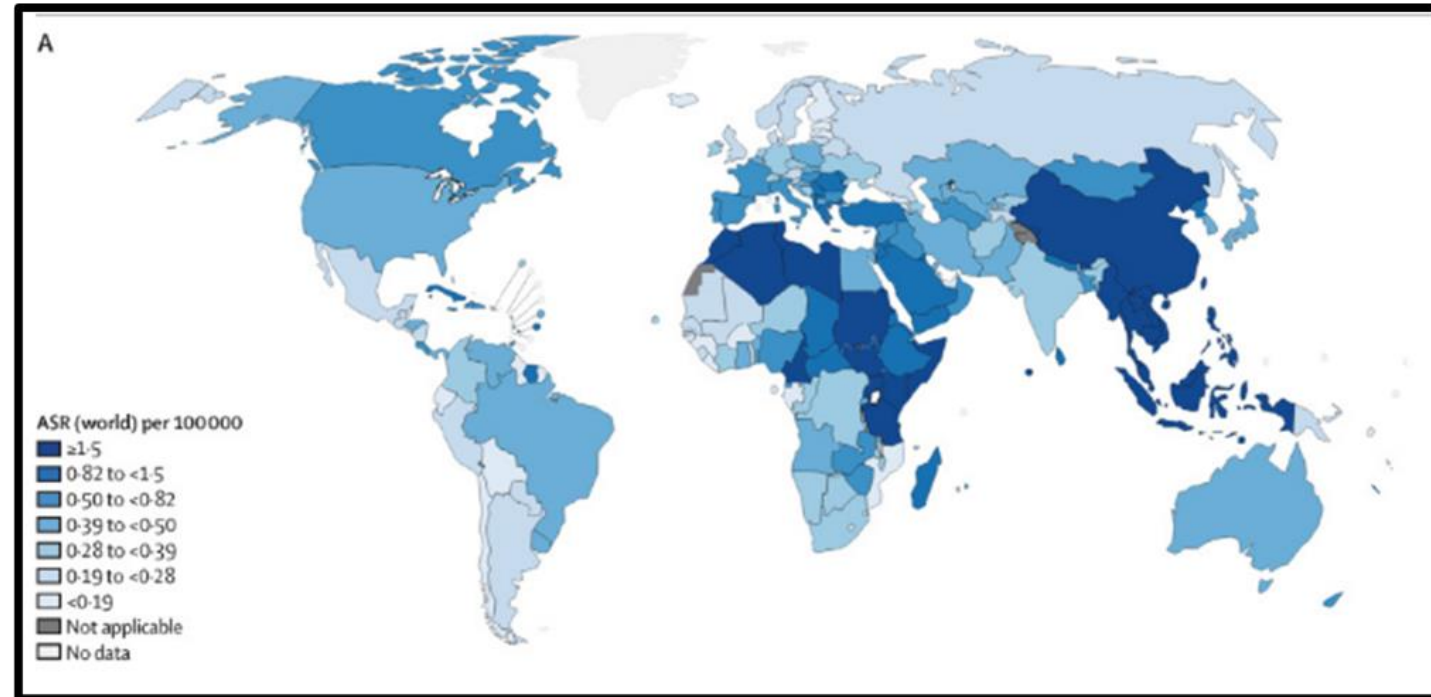 A
ASR (world) per 100 000
≥1·5
0·82 to <1·5
0·50 to <0·82
0·39 to <0·50
0·28 to <0·39
0·19 to <0·28
<0·19
Not applicable
No data